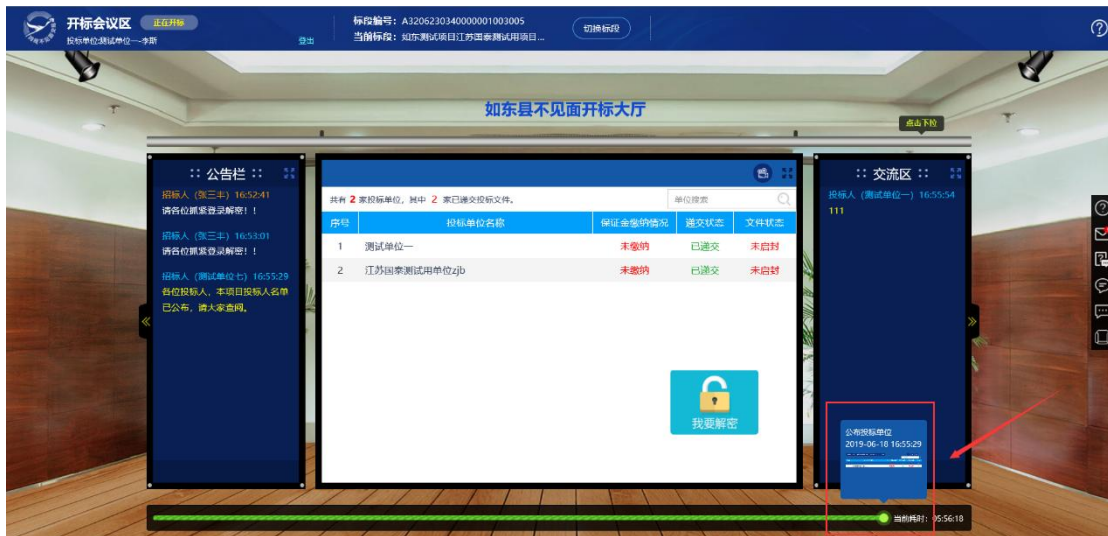 开标会议区 正在开标
投标单位:测试单位一--李斯
登出
标段编号: A3206230340000001003005
当前标段: 如东测试项目江苏国泰测试用项目...
切换标段
如东县不见面开标大厅
点击下拉
:: 公告栏 ::
招标人 (张三丰) 16:52:41
请各位抓紧登录解密! !
招标人 (张三丰) 16:53:01
请各位抓紧登录解密! !
招标人 (测试单位七) 16:55:29
各位投标人, 本项目投标人名单
已公布, 请大家查阅。
共有 2 家投标单位, 其中 2 家已递交投标文件。
单位搜索
序号 投标单位名称 保证金缴纳情况 递交状态 文件状态
1 测试单位一 未缴纳 已递交 未启封
2 江苏国泰测试用单位zjb 未缴纳 已递交 未启封
我要解密
:: 交流区 ::
投标人 (测试单位一) 16:55:54
111
公布投标单位
2019-06-18 16:55:29
当前耗时: 05:56:18